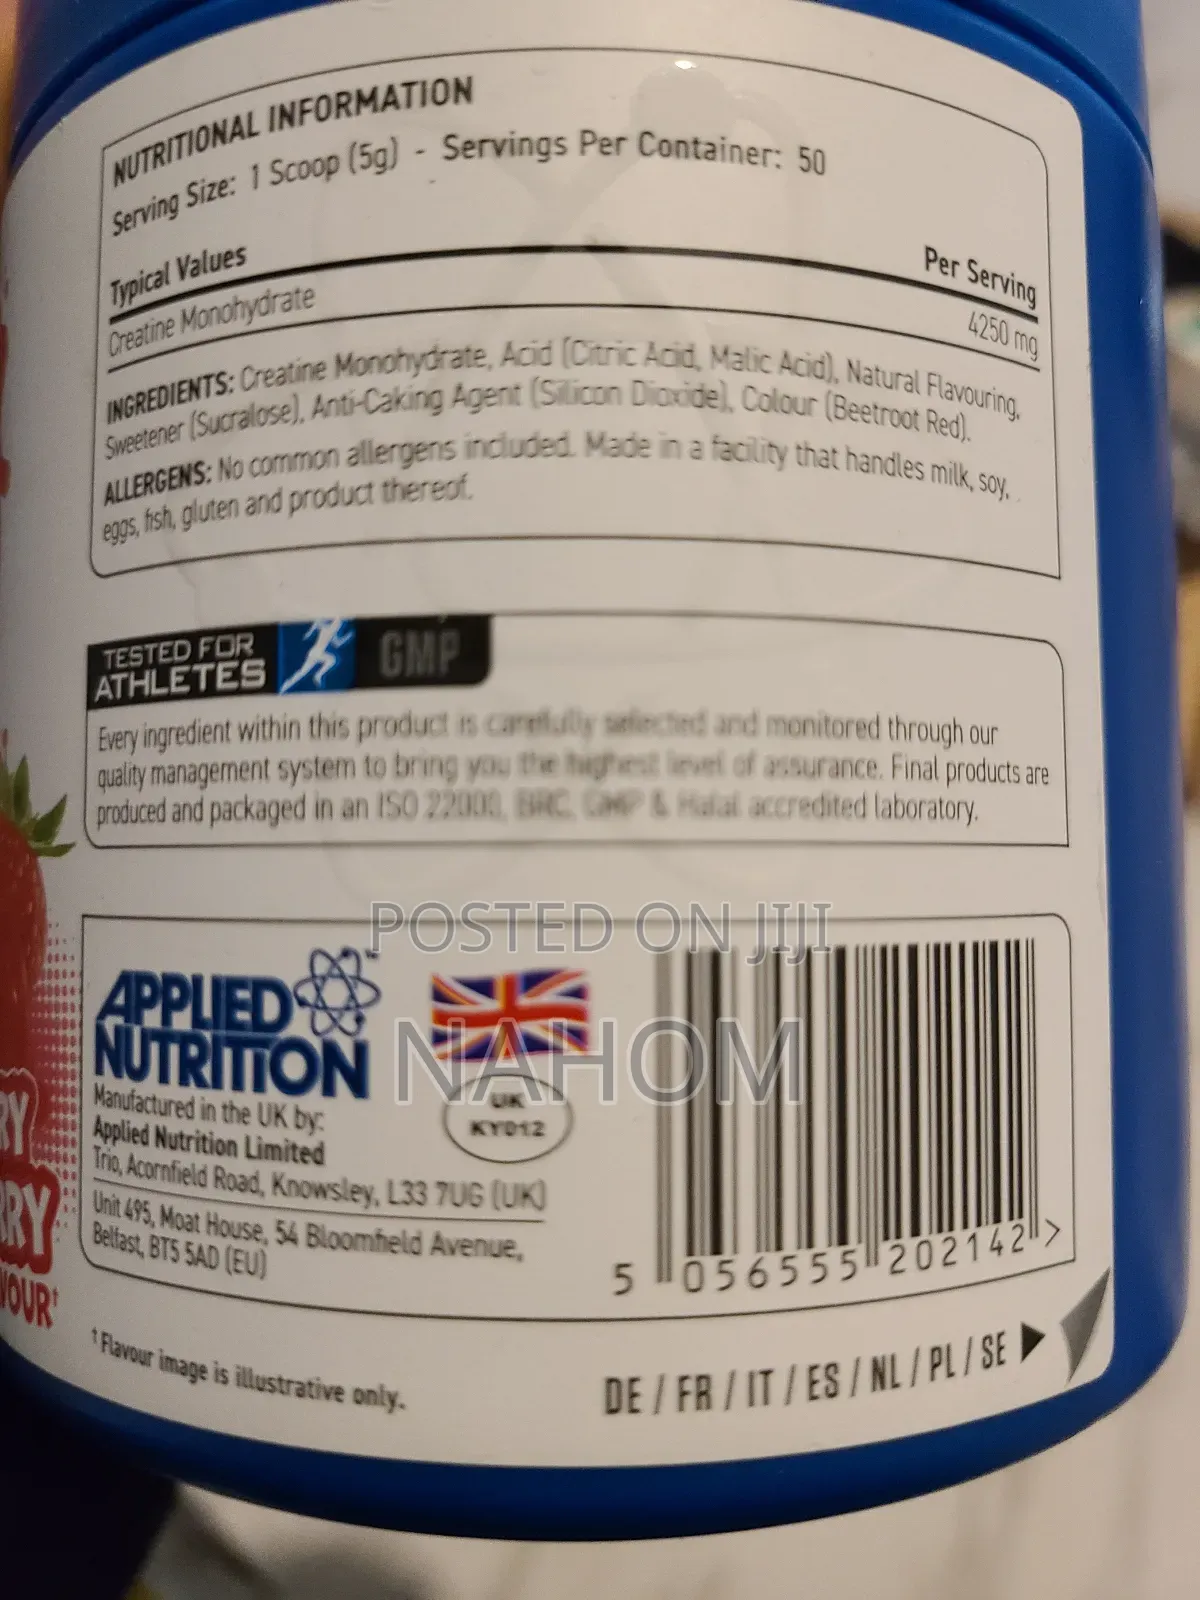 NUTRITIONAL INFORMATION
Serving Size: 1 Scoop (5g) - Servings Per Container: 50
Typical Values Per Serving
Creatine Monohydrate 4250 mg
INGREDIENTS: Creatine Monohydrate, Acid (Citric Acid, Malic Acid), Natural Flavouring,
Sweetener (Sucralose), Anti-Caking Agent (Silicon Dioxide), Colour (Beetroot Red).
ALLERGENS: No common allergens included. Made in a facility that handles milk, soy,
eggs, fish, gluten and product thereof.
TESTED FOR
ATHLETES
GMP
Every ingredient within this product is carefully selected and monitored through our
quality management system to bring you the highest level of assurance. Final products are
produced and packaged in an ISO 22000, BRC, GMP & Halal accredited laboratory.
POSTED ON JIJI
NAHOM
APPLIED
NUTRITION
TM
Manufactured in the UK by:
Applied Nutrition Limited
Trio, Acornfield Road, Knowsley, L33 7UG (UK)
Unit 495, Moat House, 54 Bloomfield Avenue,
Belfast, BT5 5AD (EU)
UK
KY012
5 056555 202142 >
† Flavour image is illustrative only.
DE / FR / IT / ES / NL / PL / SE